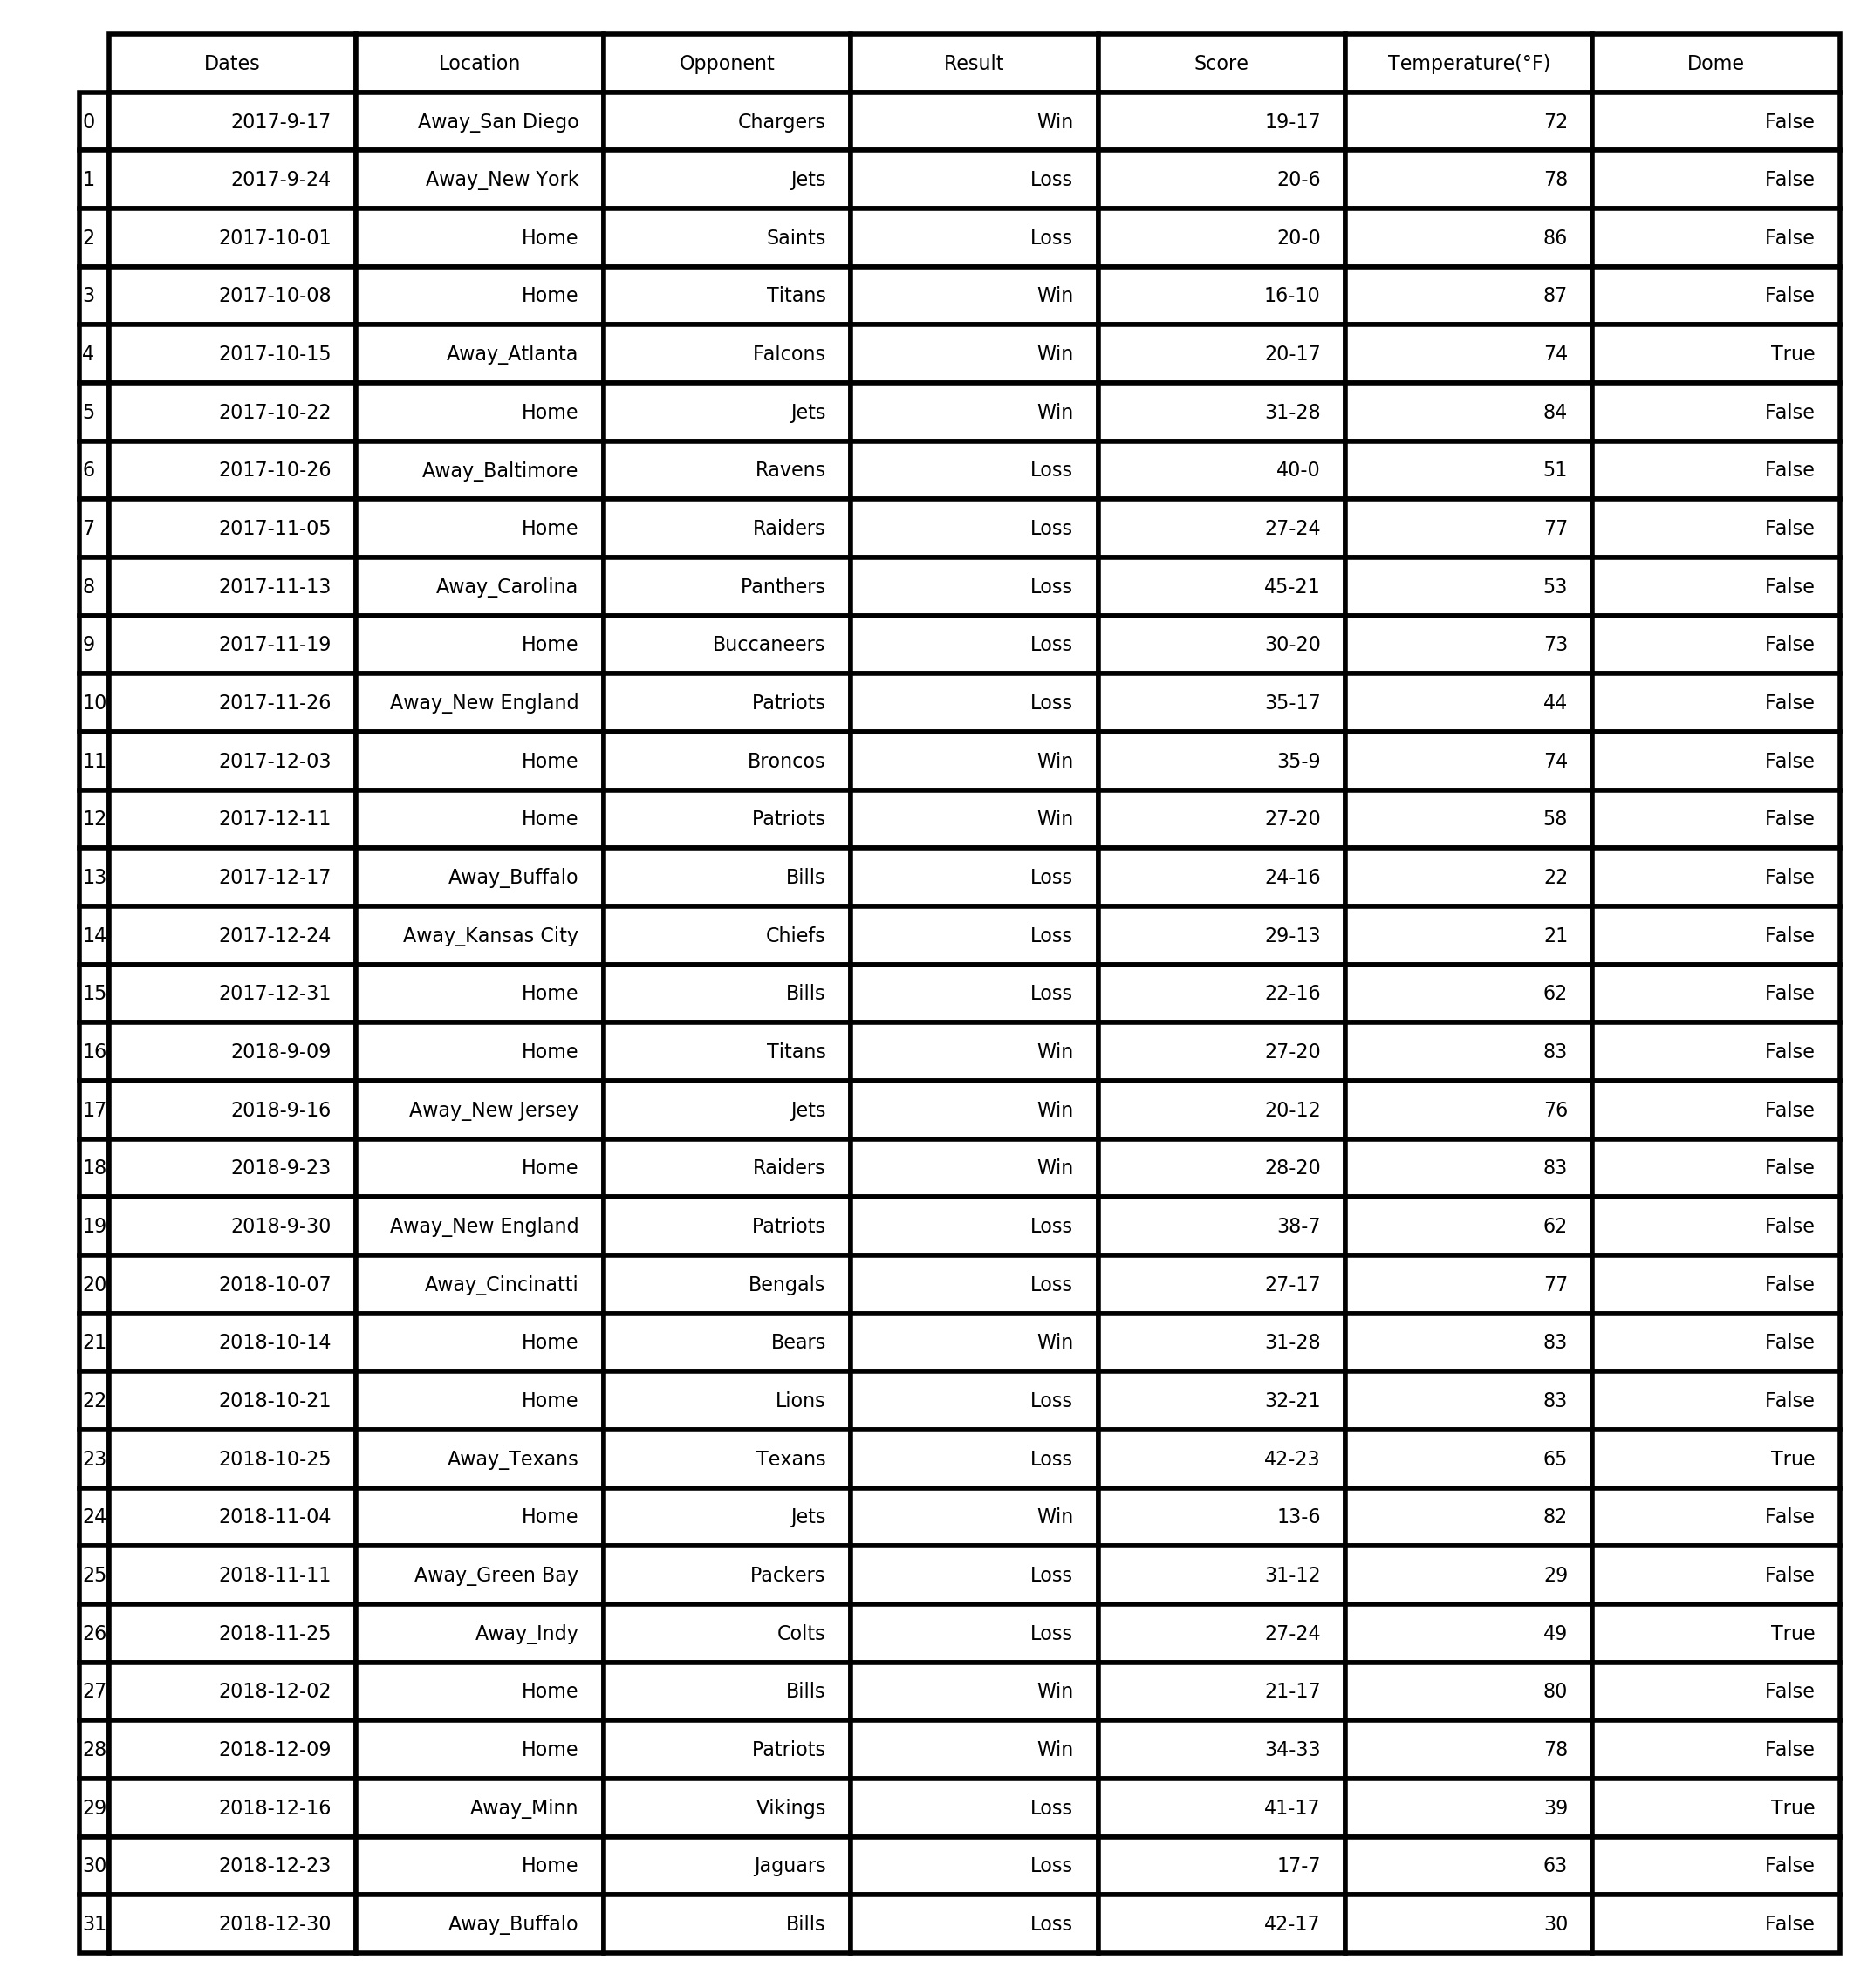 Dates Location Opponent Result Score Temperature(°F) Dome
0 2017-9-17 Away_San Diego Chargers Win 19-17 72 False
1 2017-9-24 Away_New York Jets Loss 20-6 78 False
2 2017-10-01 Home Saints Loss 20-0 86 False
3 2017-10-08 Home Titans Win 16-10 87 False
4 2017-10-15 Away_Atlanta Falcons Win 20-17 74 True
5 2017-10-22 Home Jets Win 31-28 84 False
6 2017-10-26 Away_Baltimore Ravens Loss 40-0 51 False
7 2017-11-05 Home Raiders Loss 27-24 77 False
8 2017-11-13 Away_Carolina Panthers Loss 45-21 53 False
9 2017-11-19 Home Buccaneers Loss 30-20 73 False
10 2017-11-26 Away_New England Patriots Loss 35-17 44 False
11 2017-12-03 Home Broncos Win 35-9 74 False
12 2017-12-11 Home Patriots Win 27-20 58 False
13 2017-12-17 Away_Buffalo Bills Loss 24-16 22 False
14 2017-12-24 Away_Kansas City Chiefs Loss 29-13 21 False
15 2017-12-31 Home Bills Loss 22-16 62 False
16 2018-9-09 Home Titans Win 27-20 83 False
17 2018-9-16 Away_New Jersey Jets Win 20-12 76 False
18 2018-9-23 Home Raiders Win 28-20 83 False
19 2018-9-30 Away_New England Patriots Loss 38-7 62 False
20 2018-10-07 Away_Cincinatti Bengals Loss 27-17 77 False
21 2018-10-14 Home Bears Win 31-28 83 False
22 2018-10-21 Home Lions Loss 32-21 83 False
23 2018-10-25 Away_Texans Texans Loss 42-23 65 True
24 2018-11-04 Home Jets Win 13-6 82 False
25 2018-11-11 Away_Green Bay Packers Loss 31-12 29 False
26 2018-11-25 Away_Indy Colts Loss 27-24 49 True
27 2018-12-02 Home Bills Win 21-17 80 False
28 2018-12-09 Home Patriots Win 34-33 78 False
29 2018-12-16 Away_Minn Vikings Loss 41-17 39 True
30 2018-12-23 Home Jaguars Loss 17-7 63 False
31 2018-12-30 Away_Buffalo Bills Loss 42-17 30 False